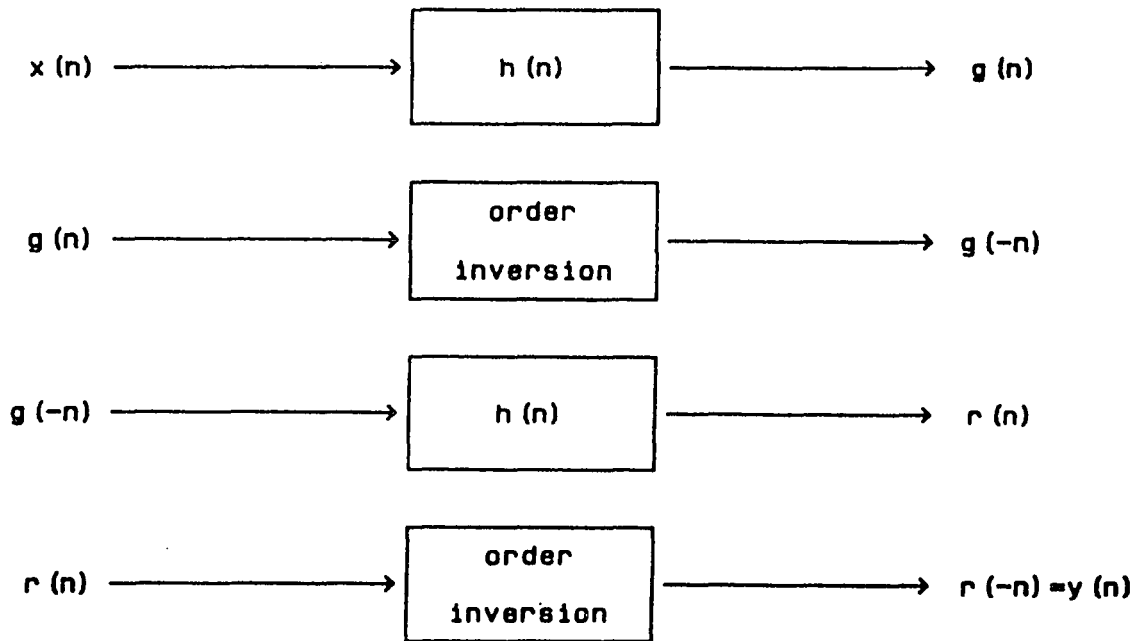 x (n) h (n) g (n)
order
g (n) g (-n)
inversion
g (-n) h (n) r (n)
order
r (n) r (-n) =y (n)
inversion